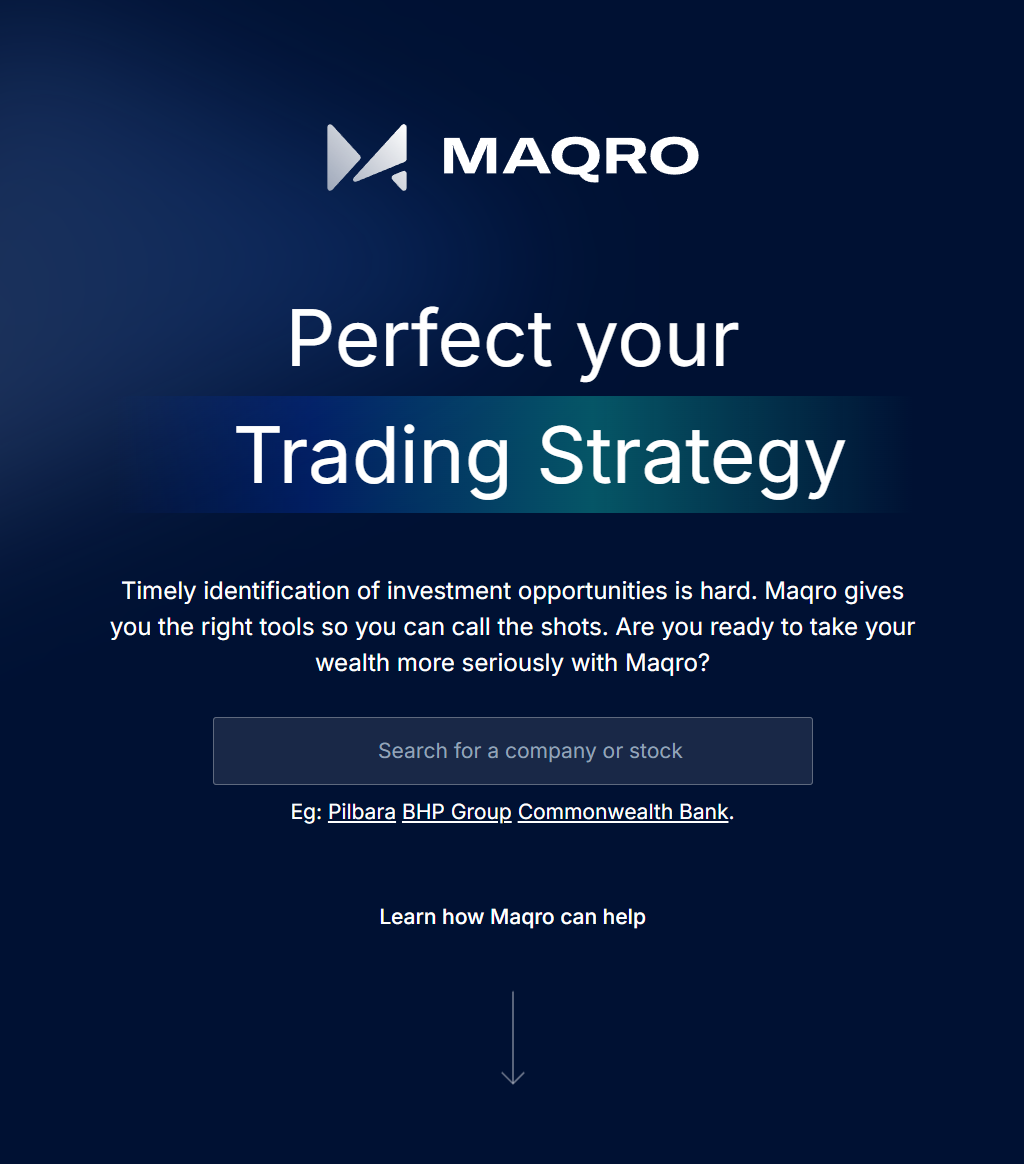 MAQRO
Perfect your
Trading Strategy
Timely identification of investment opportunities is hard. Maqro gives
you the right tools so you can call the shots. Are you ready to take your
wealth more seriously with Maqro?
Search for a company or stock
Eg: Pilbara BHP Group Commonwealth Bank.
Learn how Maqro can help